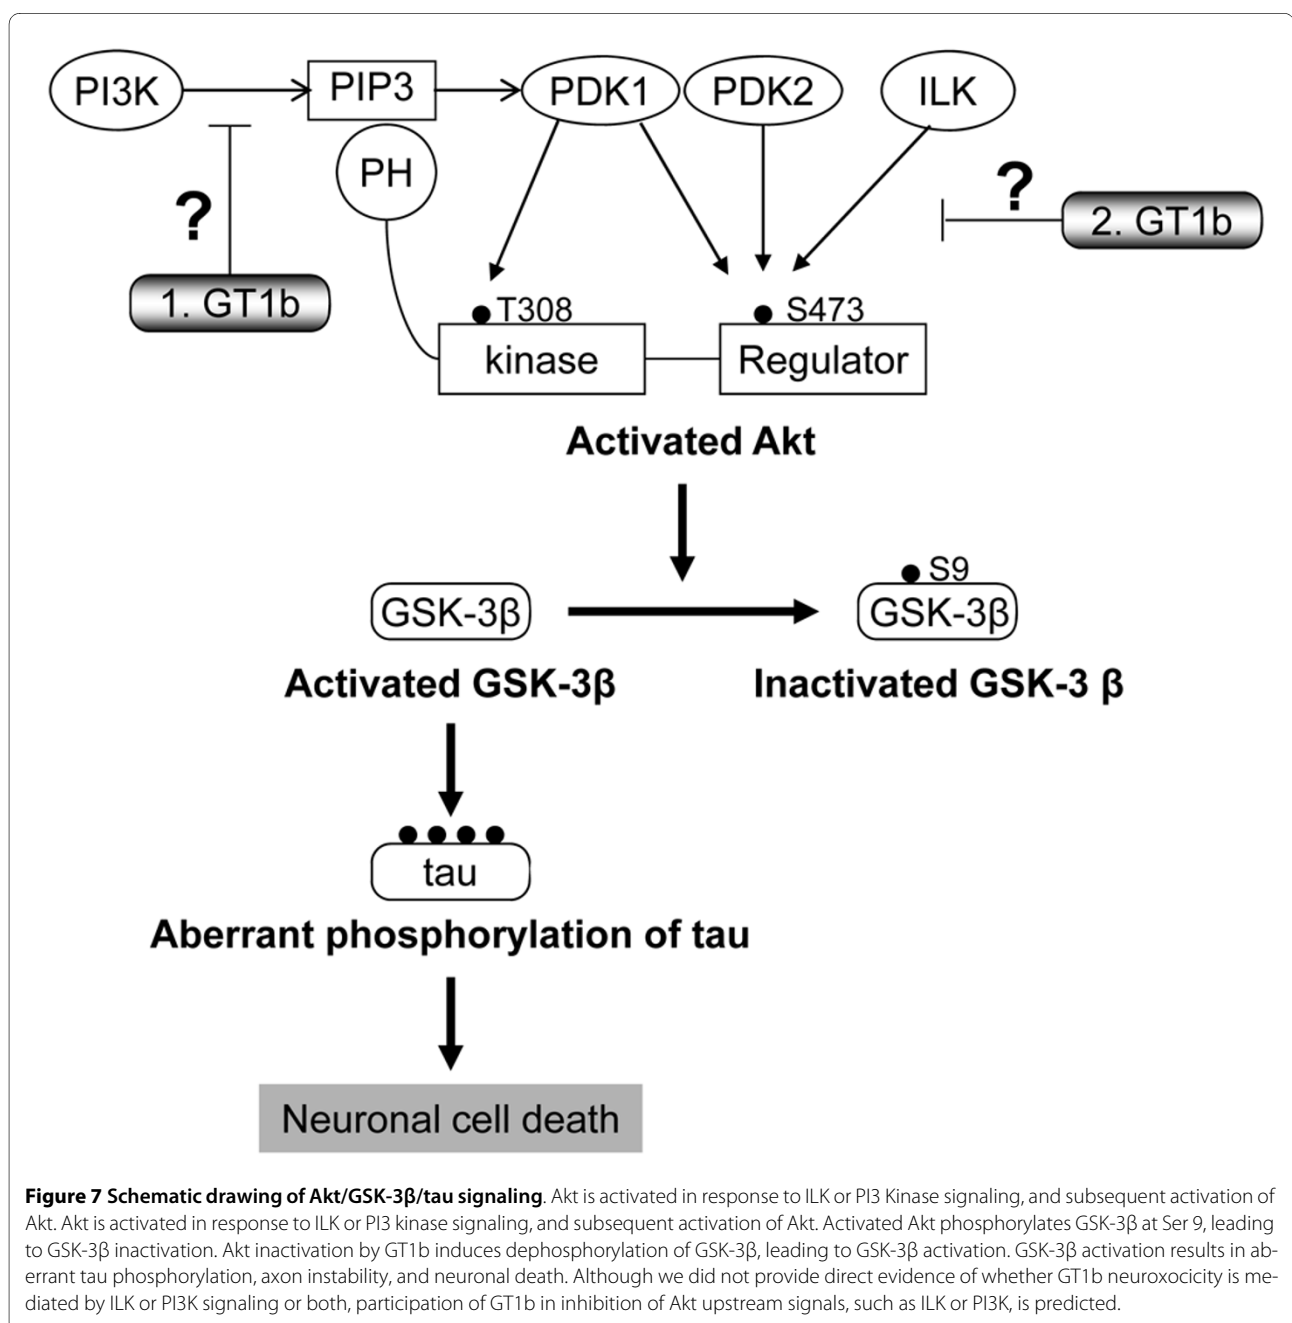 PI3K
PIP3
PDK1
PDK2
ILK
PH
?
?
1. GT1b
2. GT1b
T308
S473
kinase
Regulator
Activated Akt
S9
GSK-3β
GSK-3β
Activated GSK-3β
Inactivated GSK-3 β
tau
Aberrant phosphorylation of tau
Neuronal cell death
Figure 7 Schematic drawing of Akt/GSK-3β/tau signaling. Akt is activated in response to ILK or PI3 Kinase signaling, and subsequent activation of
Akt. Akt is activated in response to ILK or PI3 kinase signaling, and subsequent activation of Akt. Activated Akt phosphorylates GSK-3β at Ser 9, leading
to GSK-3β inactivation. Akt inactivation by GT1b induces dephosphorylation of GSK-3β, leading to GSK-3β activation. GSK-3β activation results in ab-
errant tau phosphorylation, axon instability, and neuronal death. Although we did not provide direct evidence of whether GT1b neuroxocicity is me-
diated by ILK or PI3K signaling or both, participation of GT1b in inhibition of Akt upstream signals, such as ILK or PI3K, is predicted.